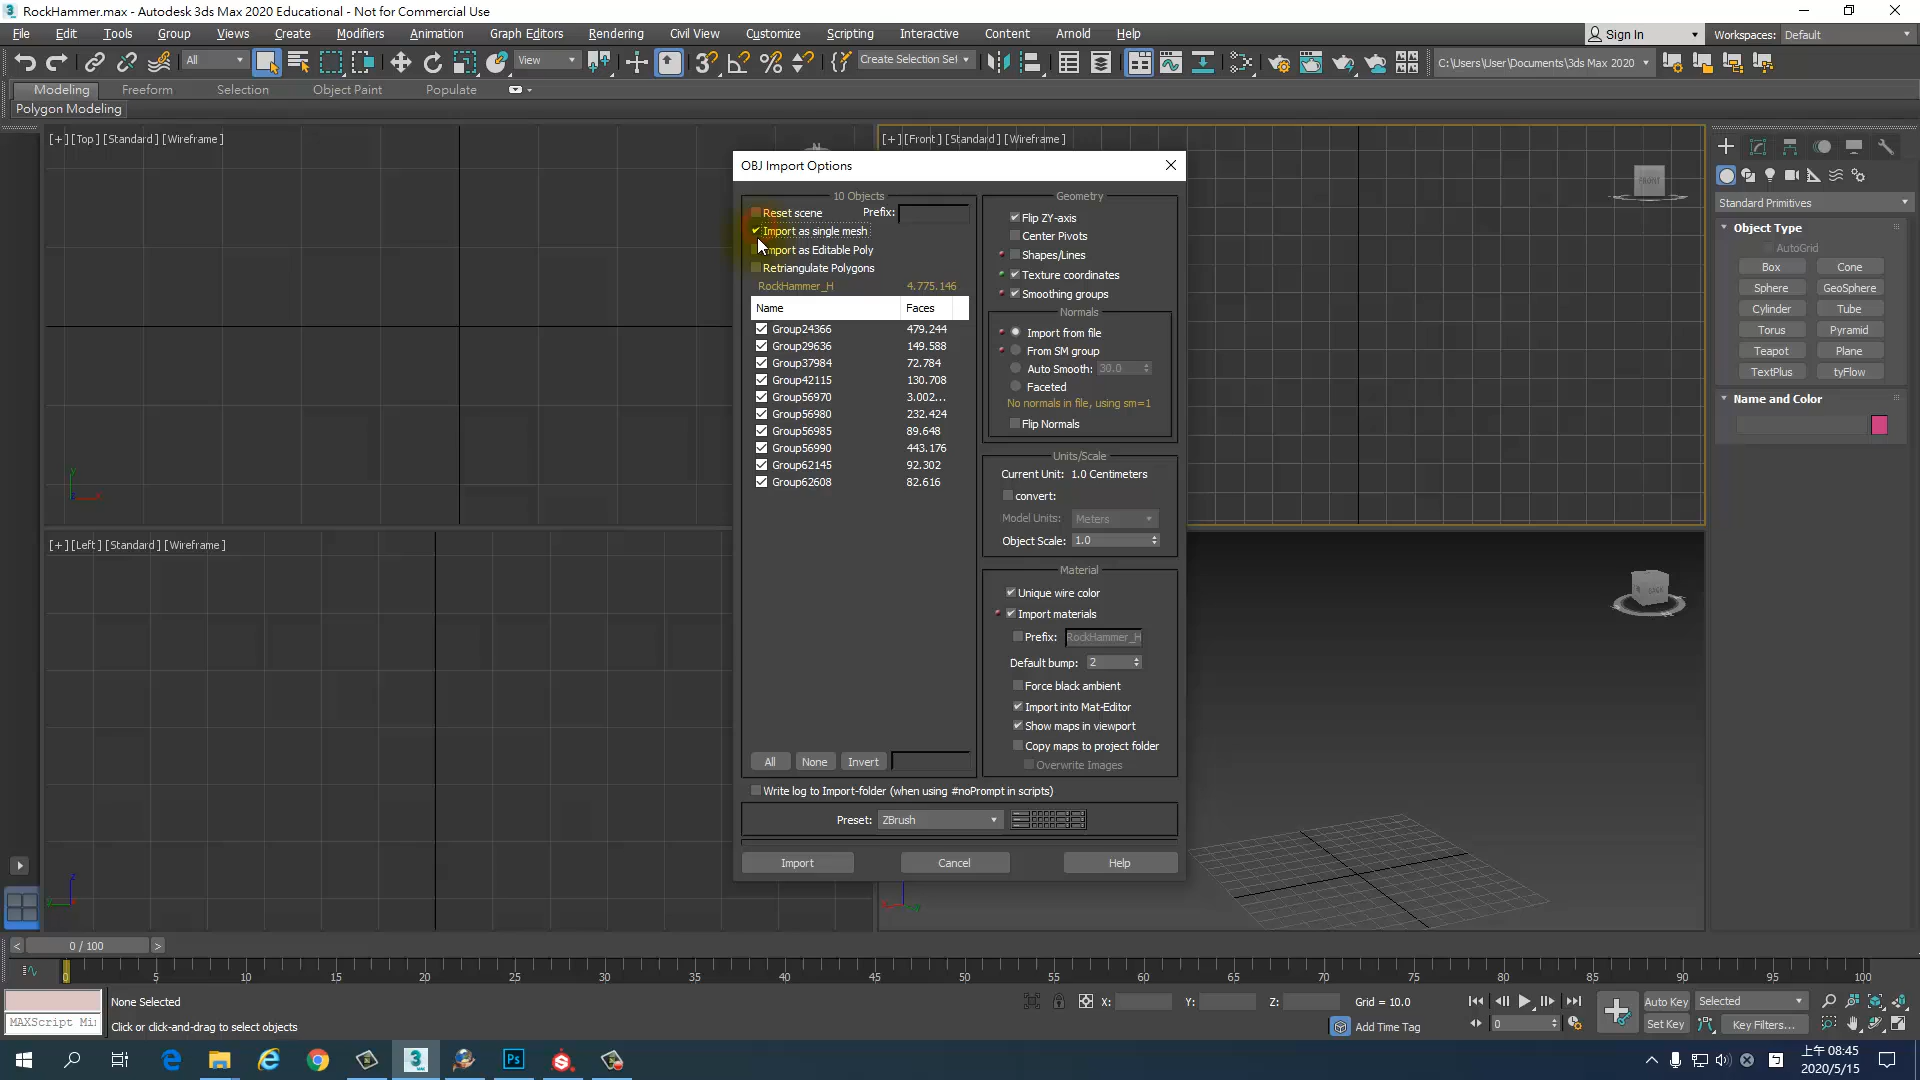 RockHammer.max - Autodesk 3ds Max 2020 Educational - Not for Commercial Use
File Edit Tools Group Views Create Modifiers Animation Graph Editors Rendering Civil View Customize Scripting Interactive Content Arnold Help Sign In Workspaces: Default
All View Create Selection Set C:\Users\User\Documents\3ds Max 2020
Modeling Freeform Selection Object Paint Populate
Polygon Modeling
[+] [Top] [Standard] [Wireframe]
[+] [Front] [Standard] [Wireframe]
[+] [Left] [Standard] [Wireframe]
FRONT
OBJ Import Options
10 Objects
Reset scene Prefix:
Import as single mesh
Import as Editable Poly
Retriangulate Polygons
RockHammer_H 4.775.146
Name Faces
Group24366 479.244
Group29636 149.588
Group37984 72.784
Group42115 130.708
Group56970 3.002...
Group56980 232.424
Group56985 89.648
Group56990 443.176
Group62145 92.302
Group62608 82.616
All None Invert
Geometry
Flip ZY-axis
Center Pivots
Shapes/Lines
Texture coordinates
Smoothing groups
Normals
Import from file
From SM group
Auto Smooth: 30.0
Faceted
No normals in file, using sm=1
Flip Normals
Units/Scale
Current Unit: 1.0 Centimeters
convert:
Model Units: Meters
Object Scale: 1.0
Material
Unique wire color
Import materials
Prefix: RockHammer_H
Default bump: 2
Force black ambient
Import into Mat-Editor
Show maps in viewport
Copy maps to project folder
Overwrite Images
Write log to Import-folder (when using #noPrompt in scripts)
Preset: ZBrush
Import Cancel Help
Standard Primitives
Object Type
AutoGrid
Box Cone
Sphere GeoSphere
Cylinder Tube
Torus Pyramid
Teapot Plane
TextPlus tyFlow
Name and Color
< 0 / 100 >
0 5 10 15 20 25 30 35 40 45 50 55 60 65 70 75 80 85 90 95 100
None Selected X: Y: Z: Grid = 10.0 Auto Key Selected
MAXScript Mi Click or click-and-drag to select objects Add Time Tag 0 Set Key Key Filters...
上午 08:45
2020/5/15